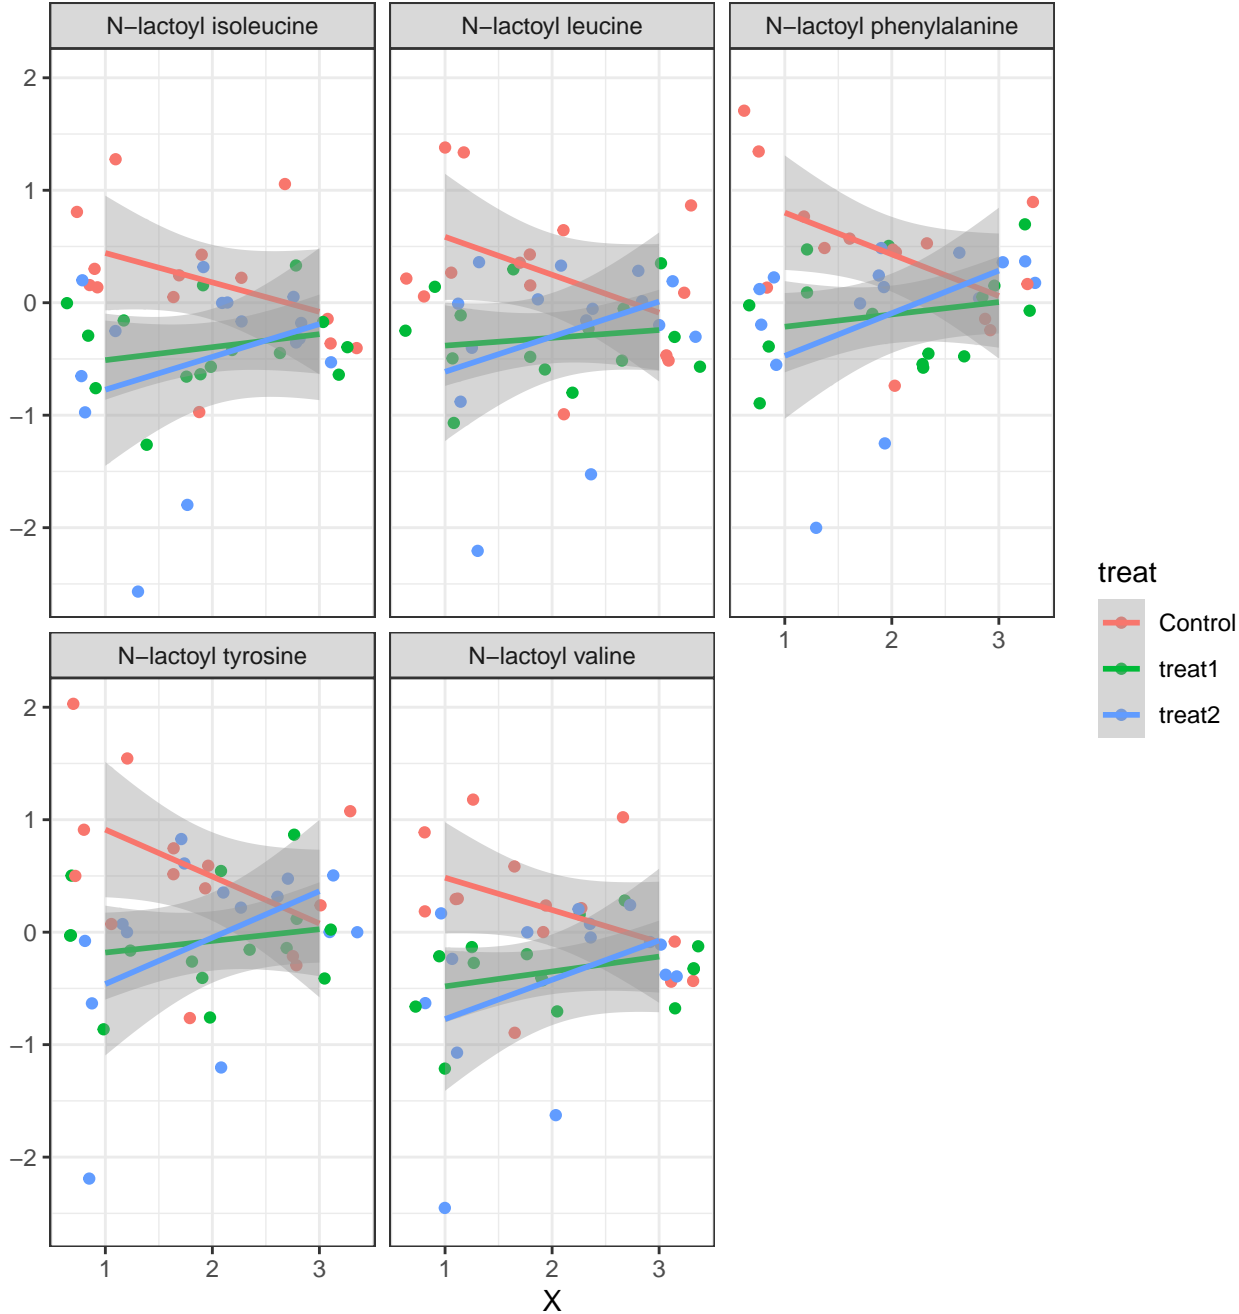 N−lactoyl isoleucine
N−lactoyl leucine
N−lactoyl phenylalanine
2
1
0
−1
−2
1
2
3
N−lactoyl tyrosine
N−lactoyl valine
2
1
0
−1
−2
1
2
3
1
2
3
X
treat
Control
treat1
treat2